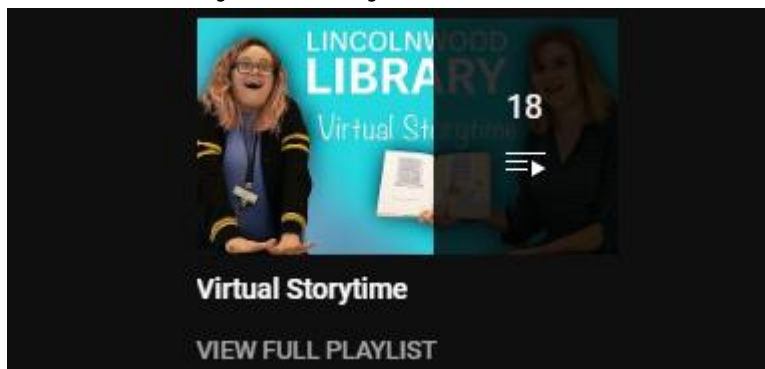 LINCOLNWOOD
LIBRARY
Virtual Storytime
18
Virtual Storytime
VIEW FULL PLAYLIST